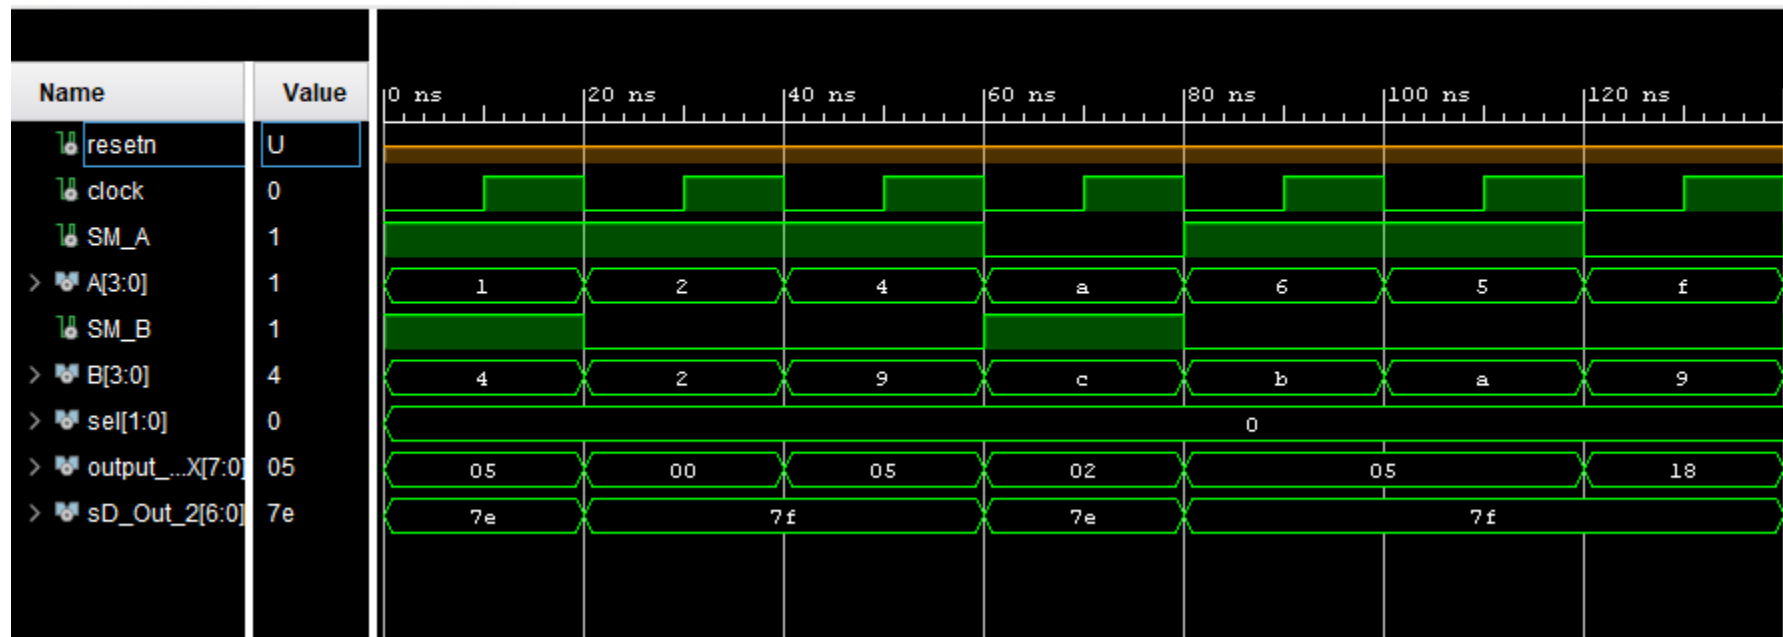 Name Value 0 ns 20 ns 40 ns 60 ns 80 ns 100 ns 120 ns
resetn U
clock 0
SM_A 1
A[3:0] 1 1 2 4 a 6 5 f
SM_B 1
B[3:0] 4 4 2 9 c b a 9
sel[1:0] 0 0
output_...X[7:0] 05 05 00 05 02 05 18
sD_Out_2[6:0] 7e 7e 7f 7e 7f